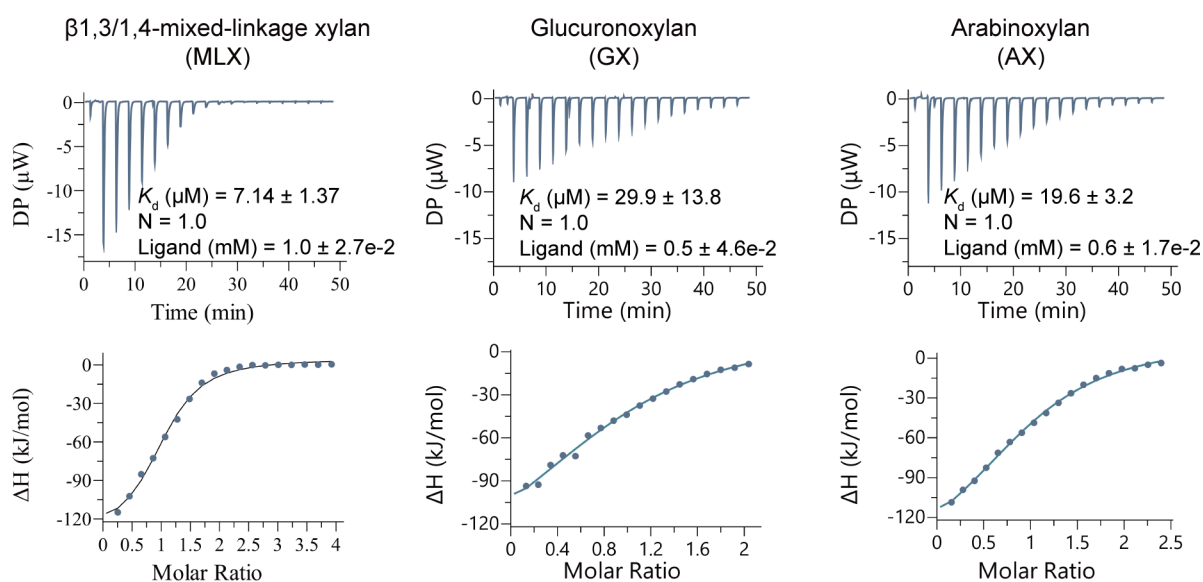 β1,3/1,4-mixed-linkage xylan
(MLX)
0
-5
-10
-15
DP (μW)
Kd (μM) = 7.14 ± 1.37
N = 1.0
Ligand (mM) = 1.0 ± 2.7e-2
0 10 20 30 40 50
Time (min)
0
-30
-60
-90
-120
ΔH (kJ/mol)
0 0.5 1 1.5 2 2.5 3 3.5 4
Molar Ratio
Glucuronoxylan
(GX)
0
-5
-10
-15
DP (μW)
Kd (μM) = 29.9 ± 13.8
N = 1.0
Ligand (mM) = 0.5 ± 4.6e-2
0 10 20 30 40 50
Time (min)
0
-30
-60
-90
-120
ΔH (kJ/mol)
0 0.4 0.8 1.2 1.6 2
Molar Ratio
Arabinoxylan
(AX)
0
-5
-10
-15
DP (μW)
Kd (μM) = 19.6 ± 3.2
N = 1.0
Ligand (mM) = 0.6 ± 1.7e-2
0 10 20 30 40 50
Time (min)
0
-30
-60
-90
-120
ΔH (kJ/mol)
0 0.5 1 1.5 2 2.5
Molar Ratio